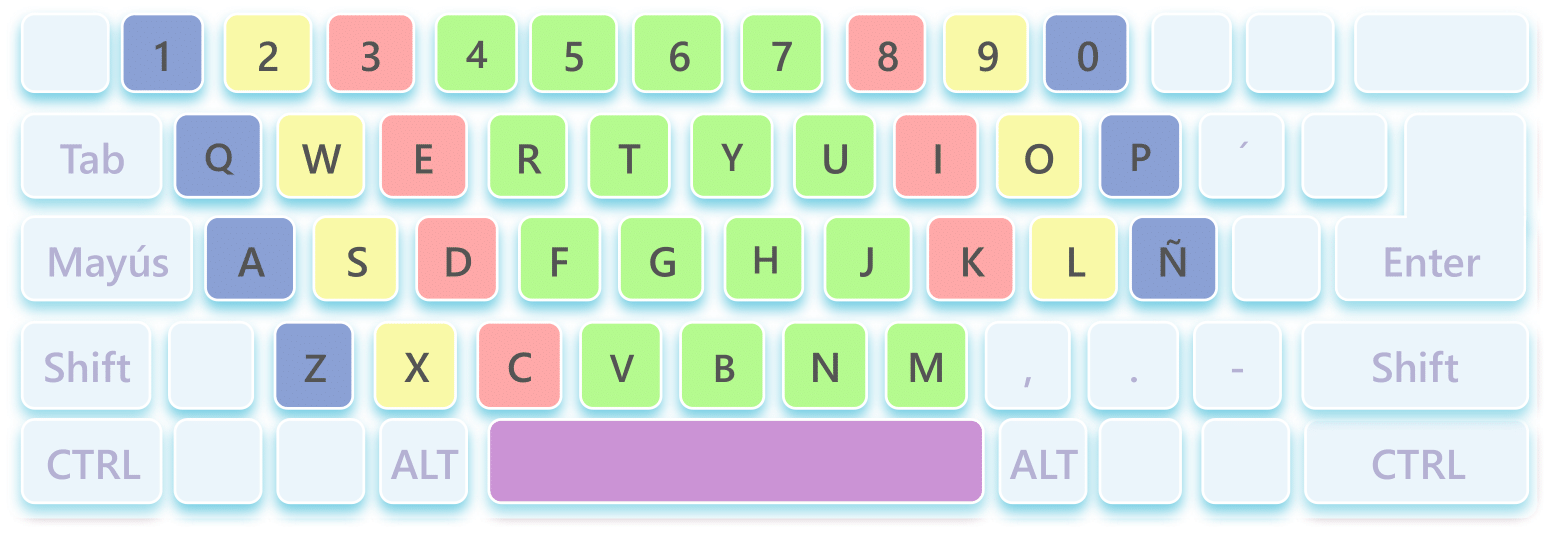 1 2 3 4 5 6 7 8 9 0
Tab Q W E R T Y U I O P ´
Mayús A S D F G H J K L Ñ Enter
Shift Z X C V B N M , . - Shift
CTRL ALT ALT CTRL